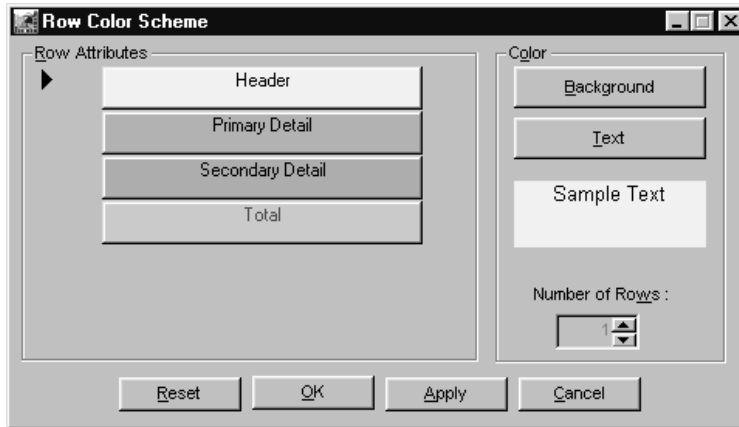 Row Color Scheme
Row Attributes
Header
Primary Detail
Secondary Detail
Total
Color
Background
Text
Sample Text
Number of Rows :
1
Reset
OK
Apply
Cancel